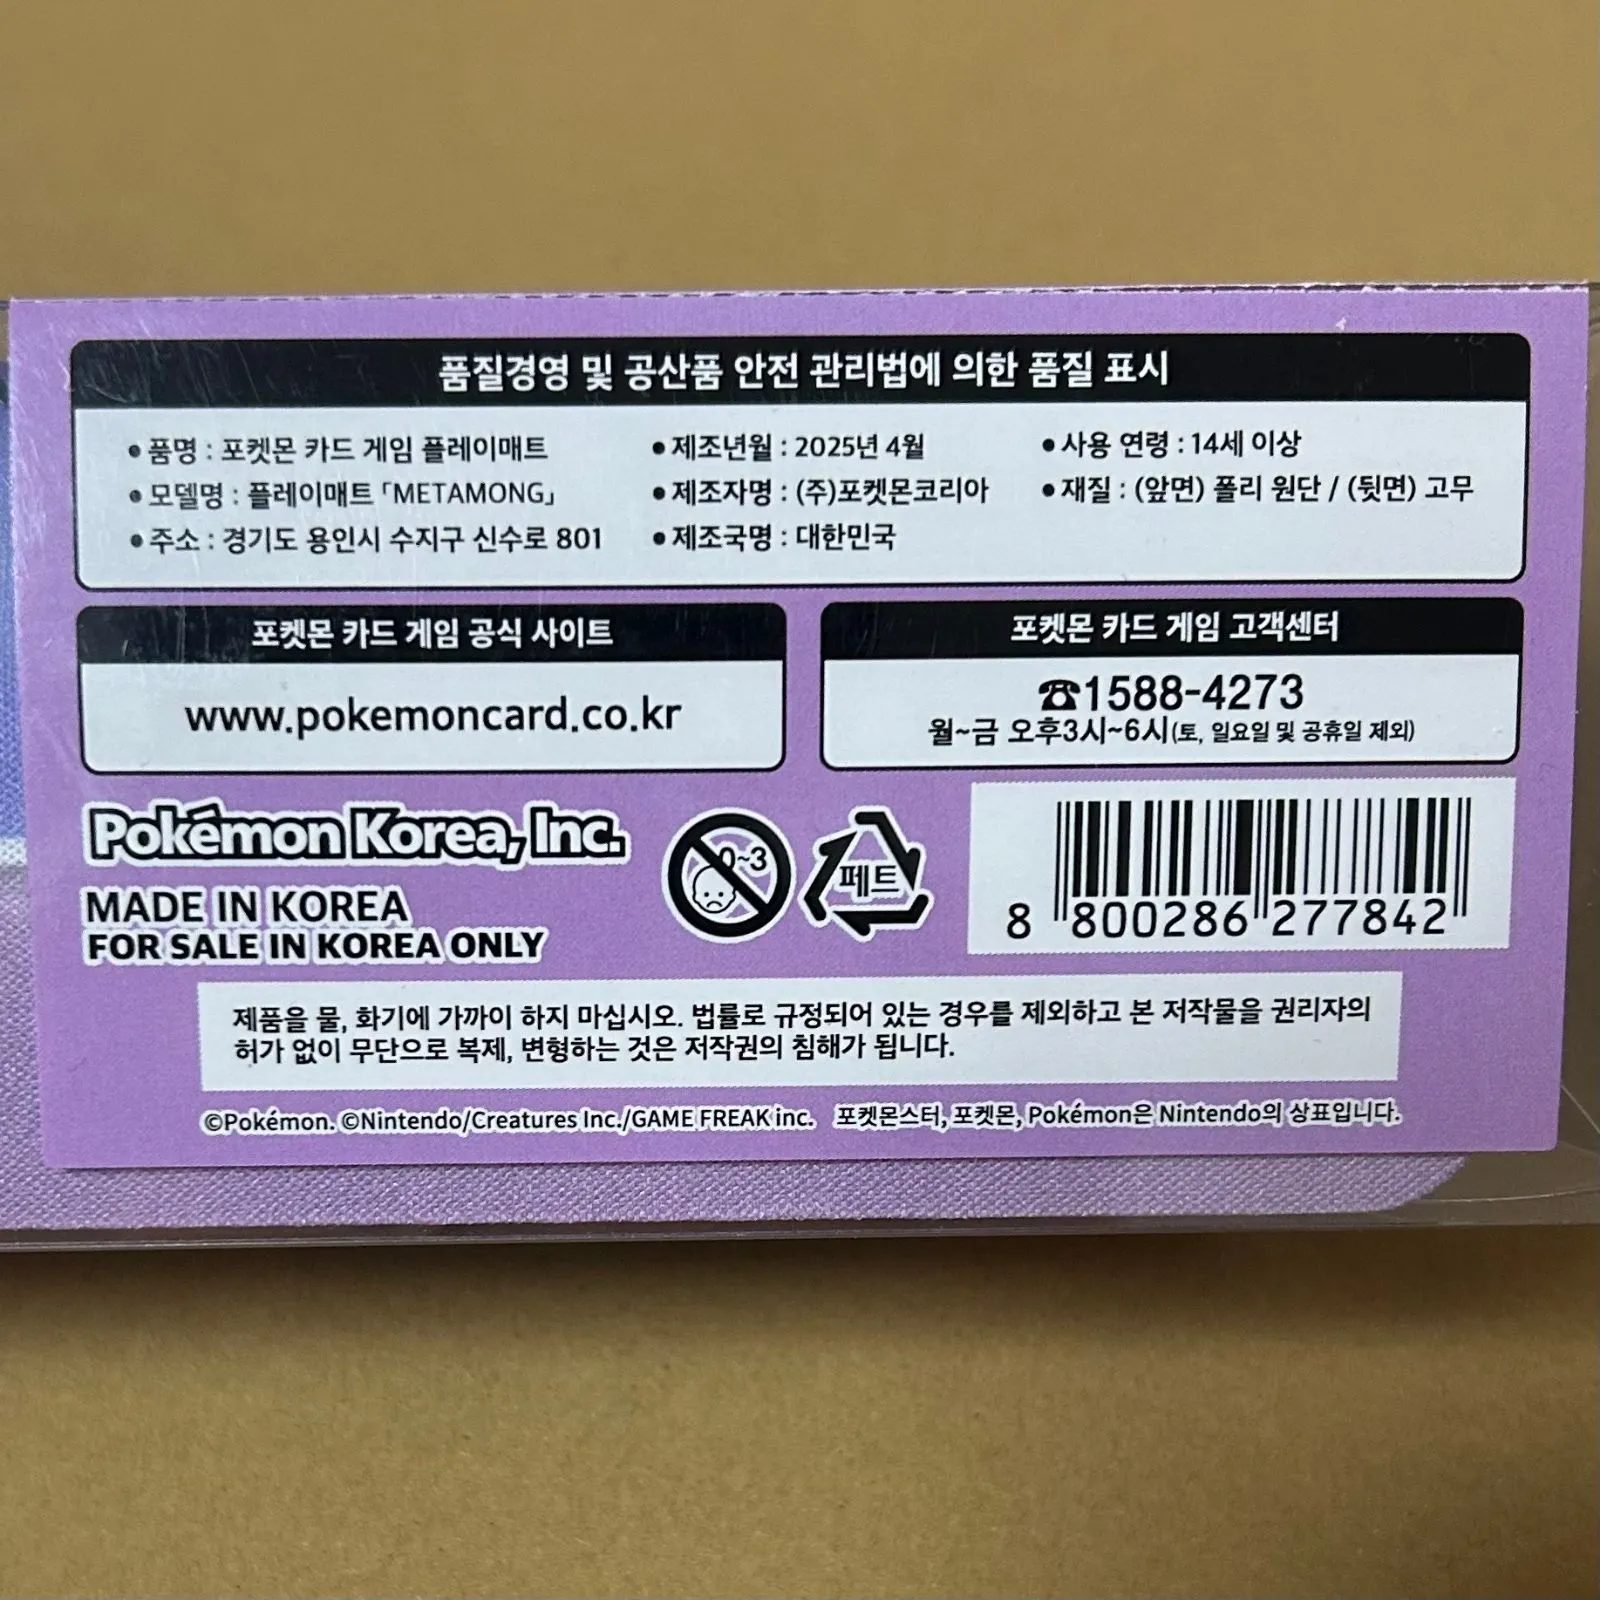 품질경영 및 공산품 안전 관리법에 의한 품질 표시
● 품명 : 포켓몬 카드 게임 플레이매트
● 모델명 : 플레이매트 「METAMONG」
● 주소 : 경기도 용인시 수지구 신수로 801
● 제조년월 : 2025년 4월
● 제조자명 : (주)포켓몬코리아
● 제조국명 : 대한민국
● 사용 연령 : 14세 이상
● 재질 : (앞면) 폴리 원단 / (뒷면) 고무
포켓몬 카드 게임 공식 사이트
www.pokemoncard.co.kr
포켓몬 카드 게임 고객센터
☎1588-4273
월~금 오후3시~6시(토, 일요일 및 공휴일 제외)
Pokémon Korea, Inc.
MADE IN KOREA
FOR SALE IN KOREA ONLY
0~3
페트
8 800286 277842
제품을 물, 화기에 가까이 하지 마십시오. 법률로 규정되어 있는 경우를 제외하고 본 저작물을 권리자의
허가 없이 무단으로 복제, 변형하는 것은 저작권의 침해가 됩니다.
©Pokémon. ©Nintendo/Creatures Inc./GAME FREAK inc. 포켓몬스터, 포켓몬, Pokémon은 Nintendo의 상표입니다.